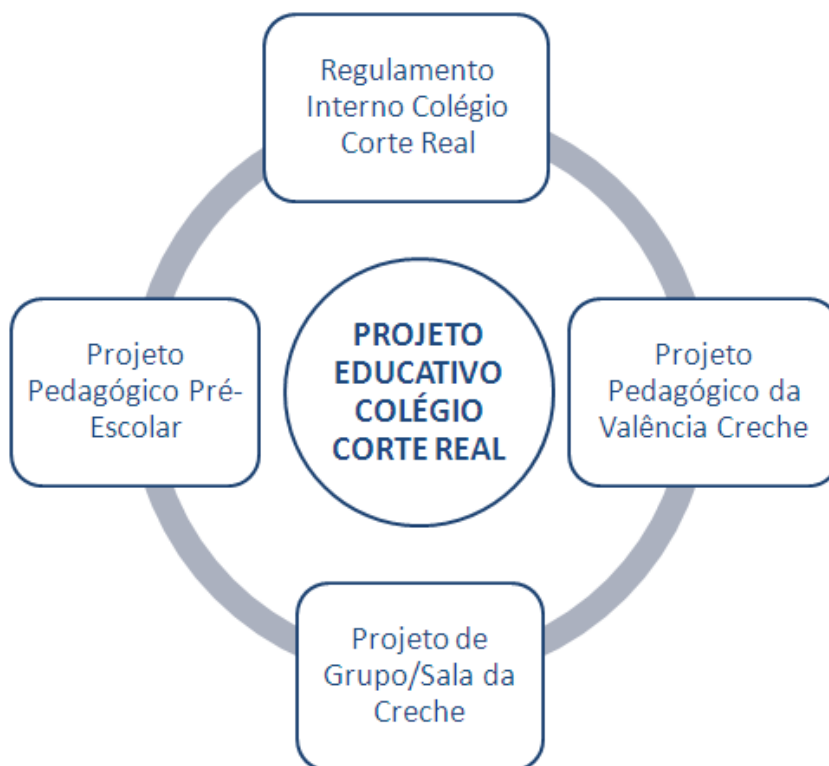 Regulamento
Interno Colégio
Corte Real
PROJETO
EDUCATIVO
COLÉGIO
CORTE REAL
Projeto
Pedagógico Pré-
Escolar
Projeto
Pedagógico da
Valência Creche
Projeto de
Grupo/Sala da
Creche